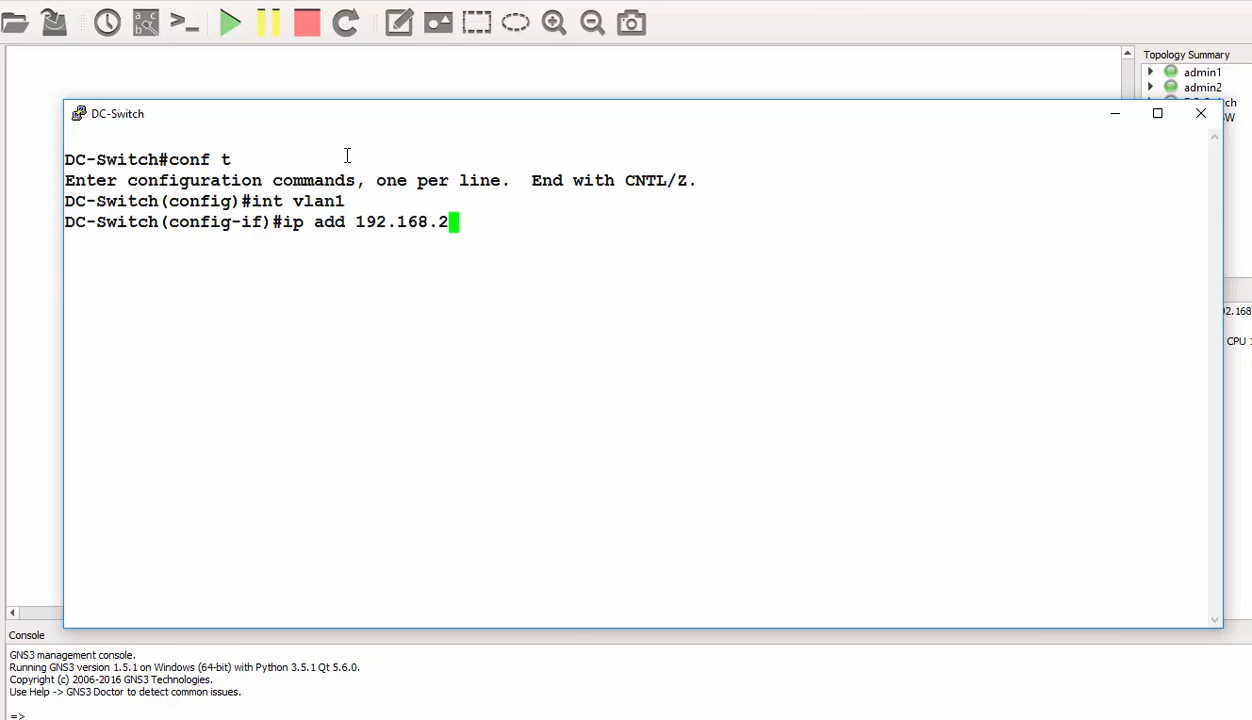 Topology Summary
admin1
admin2
DC-Switch
DC-Switch#conf t
Enter configuration commands, one per line.  End with CNTL/Z.
DC-Switch(config)#int vlan1
DC-Switch(config-if)#ip add 192.168.2
CPU
Console
GNS3 management console.
Running GNS3 version 1.5.1 on Windows (64-bit) with Python 3.5.1 Qt 5.6.0.
Copyright (c) 2006-2016 GNS3 Technologies.
Use Help -> GNS3 Doctor to detect common issues.
=>